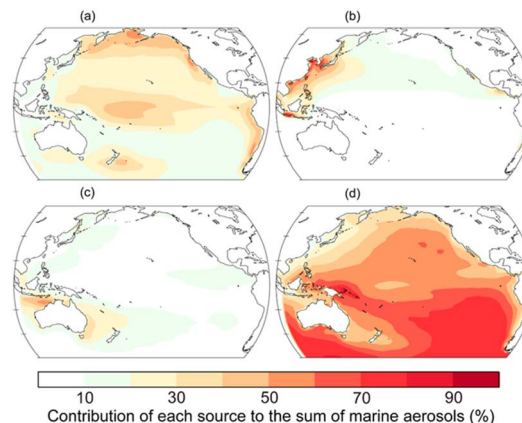 (a)
(b)
(c)
(d)
10 30 50 70 90
Contribution of each source to the sum of marine aerosols (%)